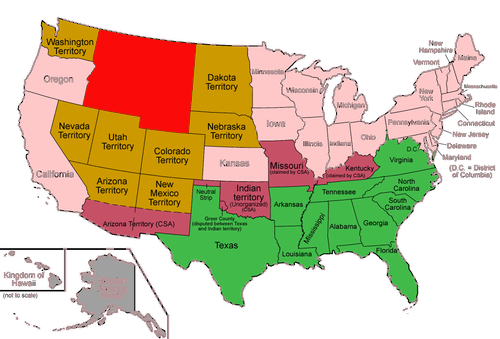 Washington
Territory
Oregon
California
Nevada
Territory
Utah
Territory
Arizona
Territory
Colorado
Territory
New
Mexico
Territory
Dakota
Territory
Nebraska
Territory
Kansas
Arizona Territory (CSA)
Neutral
Strip
Indian
territory
(Unorganized)
(CSA)
Greer County
(disputed between Texas
and Indian territory)
Texas
Minnesota
Iowa
Missouri
(claimed by CSA)
Arkansas
Louisiana
Wisconsin
Illinois
Michigan
Indiana
Ohio
Kentucky
(claimed by CSA)
Tennessee
Mississippi
Alabama
Georgia
Florida
South
Carolina
North
Carolina
Virginia
D.C.
Pennsylvania
New
York
New
Hampshire
Vermont
Maine
Massachusetts
Rhode
Island
Connecticut
New Jersey
Delaware
Maryland
(D.C. = District
of Columbia)
Kingdom of
Hawaii
(not to scale)